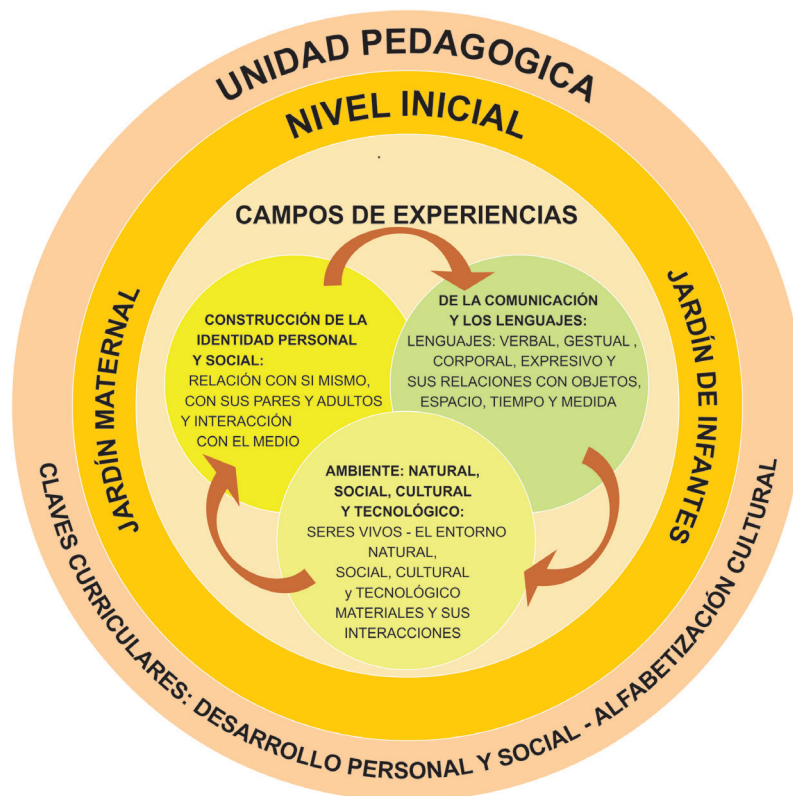 UNIDAD PEDAGOGICA
NIVEL INICIAL
CAMPOS DE EXPERIENCIAS
CONSTRUCCIÓN DE LA
IDENTIDAD PERSONAL
Y SOCIAL:
RELACIÓN CON SI MISMO,
CON SUS PARES Y ADULTOS
Y INTERACCIÓN
CON EL MEDIO
DE LA COMUNICACIÓN
Y LOS LENGUAJES:
LENGUAJES: VERBAL, GESTUAL ,
CORPORAL, EXPRESIVO Y
SUS RELACIONES CON OBJETOS,
ESPACIO, TIEMPO Y MEDIDA
AMBIENTE: NATURAL,
SOCIAL, CULTURAL
Y TECNOLÓGICO:
SERES VIVOS - EL ENTORNO
NATURAL,
SOCIAL, CULTURAL
y TECNOLÓGICO
MATERIALES Y SUS
INTERACCIONES
JARDÍN MATERNAL
JARDÍN DE INFANTES
CLAVES CURRICULARES: DESARROLLO PERSONAL Y SOCIAL - ALFABETIZACIÓN CULTURAL